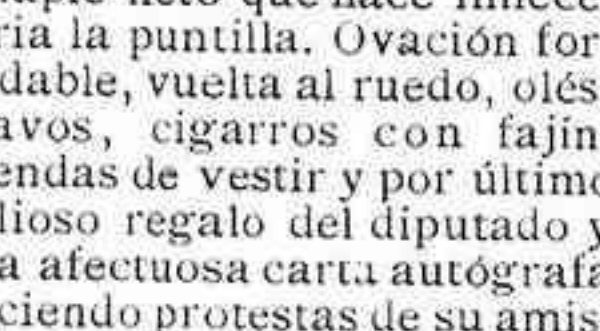 ria la puntilla. Ovación for
dable, vuelta al ruedo, olés
avos, cigarros con fajín
endas de vestir y por último
lioso regalo del diputado y
a afectuosa carta autógrafa
ciendo protestas de su amis